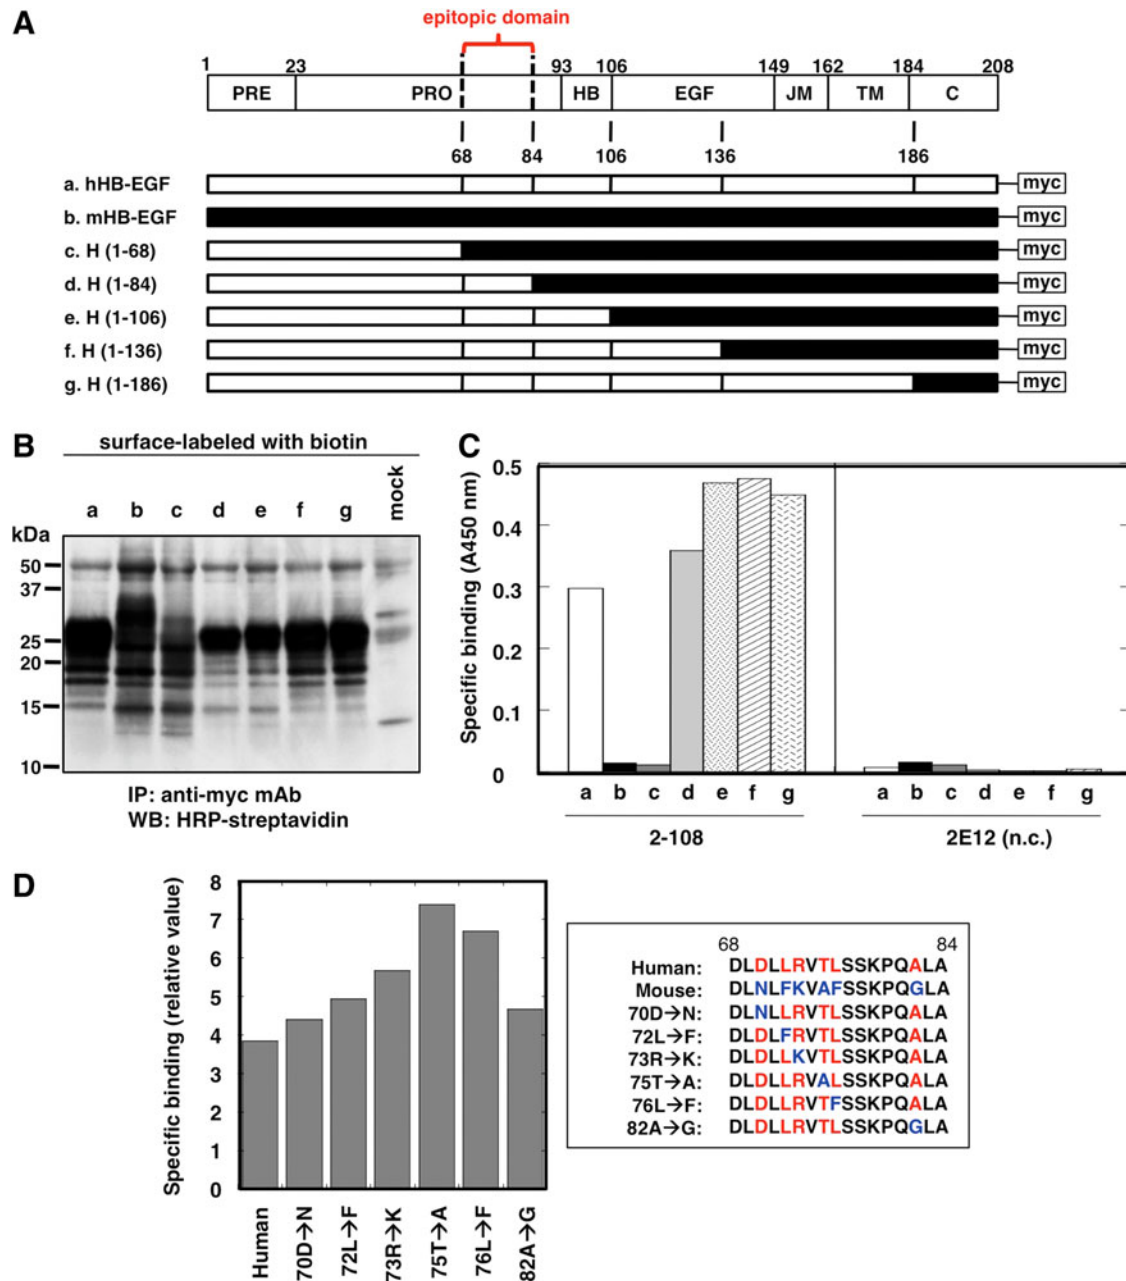 A
epitopic domain
1 23 93 106 149 162 184 208
PRE PRO HB EGF JM TM C
68 84 106 136 186
a. hHB-EGF myc
b. mHB-EGF myc
c. H (1-68) myc
d. H (1-84) myc
e. H (1-106) myc
f. H (1-136) myc
g. H (1-186) myc
B
surface-labeled with biotin
a b c d e f g mock
kDa
50
37
25
20
15
10
IP: anti-myc mAb
WB: HRP-streptavidin
C
Specific binding (A450 nm)
0.5
0.4
0.3
0.2
0.1
0
a b c d e f g a b c d e f g
2-108 2E12 (n.c.)
D
Specific binding (relative value)
8
7
6
5
4
3
2
1
0
Human 70D→N 72L→F 73R→K 75T→A 76L→F 82A→G
68 84
Human: DLDLLRVTLSSKPQALA
Mouse: DLNLFKVAFSSKPQGLA
70D→N: DLNLLRVTLSSKPQALA
72L→F: DLDLFRVTLSSKPQALA
73R→K: DLDLLKVTLSSKPQALA
75T→A: DLDLLRVALSSKPQALA
76L→F: DLDLLRVTFSSKPQALA
82A→G: DLDLLRVTLSSKPQGLA